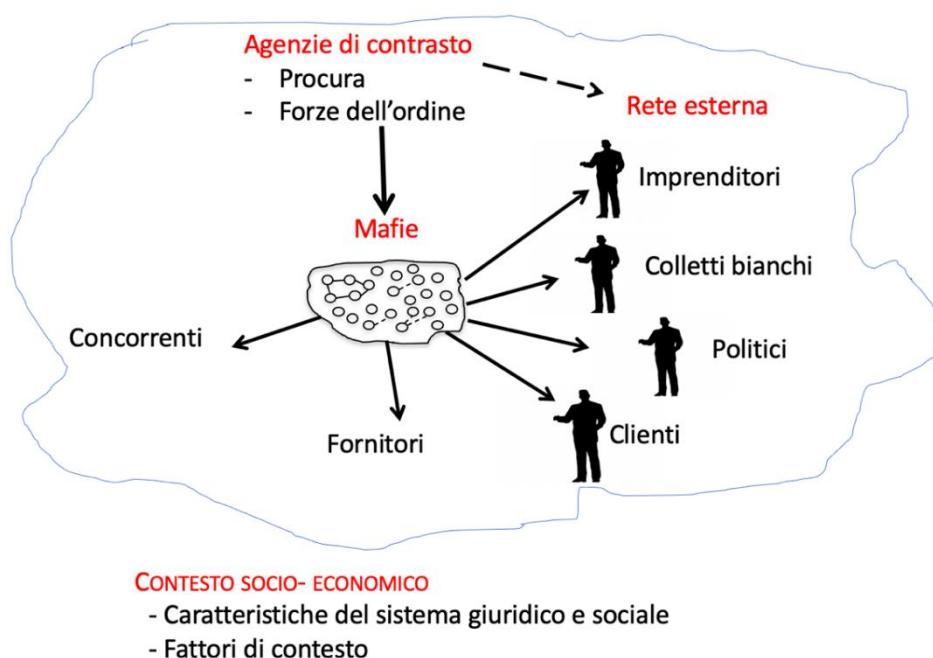 Agenzie di contrasto
- Procura
- Forze dell'ordine
Rete esterna
Imprenditori
Mafie
Colletti bianchi
Concorrenti
Politici
Fornitori
Clienti
CONTESTO SOCIO- ECONOMICO
- Caratteristiche del sistema giuridico e sociale
- Fattori di contesto